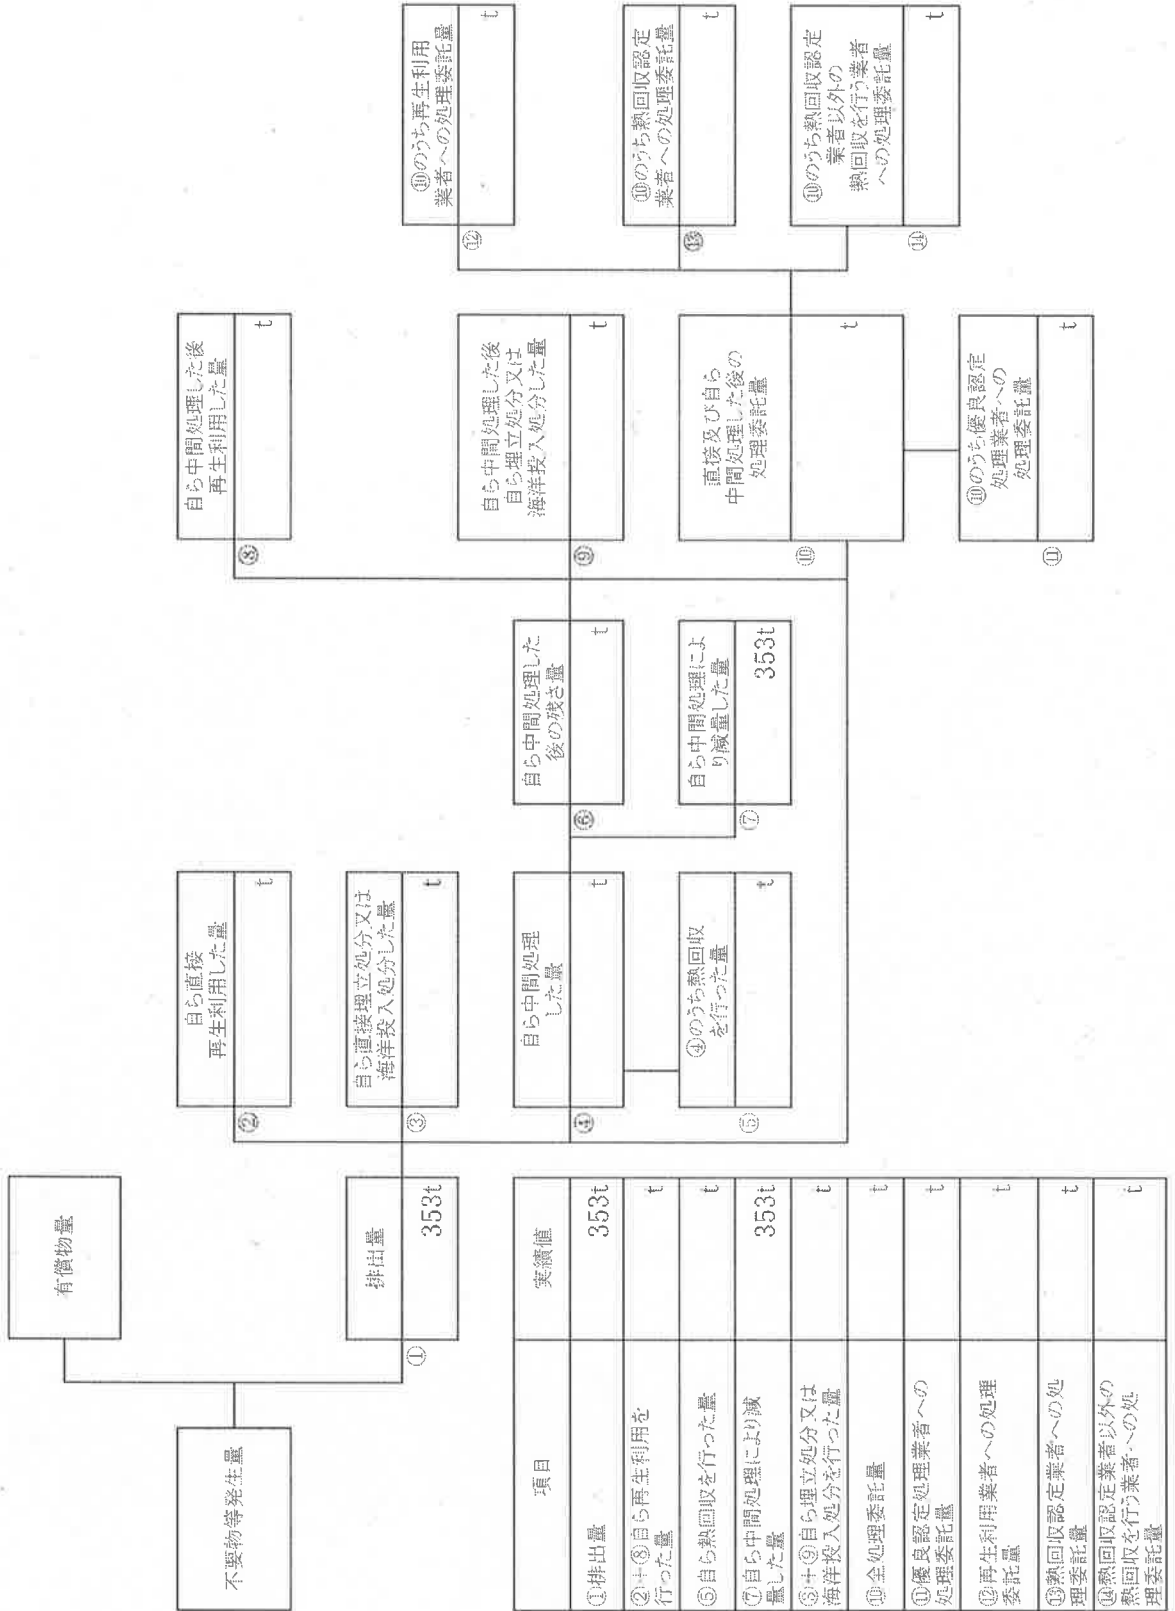 不要物等発生量
有償物量
①
排出量
353t
②
自ら直接
再生利用した量
t
③
自ら直接埋立処分又は
海洋投入処分した量
t
④
自ら中間処理
した量
t
⑤
④のうち熱回収
を行った量
t
⑥
自ら中間処理した
後の残さ量
t
⑦
自ら中間処理によ
り減量した量
353t
⑧
自ら中間処理した後
再生利用した量
t
⑨
自ら中間処理した後
自ら埋立処分又は
海洋投入処分した量
t
⑩
直接及び自ら
中間処理した後の
処理委託量
t
⑪
⑩のうち優良認定
処理業者への
処理委託量
t
⑫
⑩のうち再生利用
業者への処理委託量
t
⑬
⑩のうち熱回収認定
業者への処理委託量
t
⑭
⑩のうち熱回収認定
業者以外の
熱回収を行う業者
への処理委託量
t
項目
実績値
①排出量
353t
②+⑧自ら再生利用を
行った量
t
⑤自ら熱回収を行った量
t
⑦自ら中間処理により減
量した量
353t
③+⑨自ら埋立処分又は
海洋投入処分を行った量
t
⑩全処理委託量
t
⑪優良認定処理業者への
処理委託量
t
⑫再生利用業者への処理
委託量
t
⑬熱回収認定業者への処
理委託量
t
⑭熱回収認定業者以外の
熱回収を行う業者への処
理委託量
t